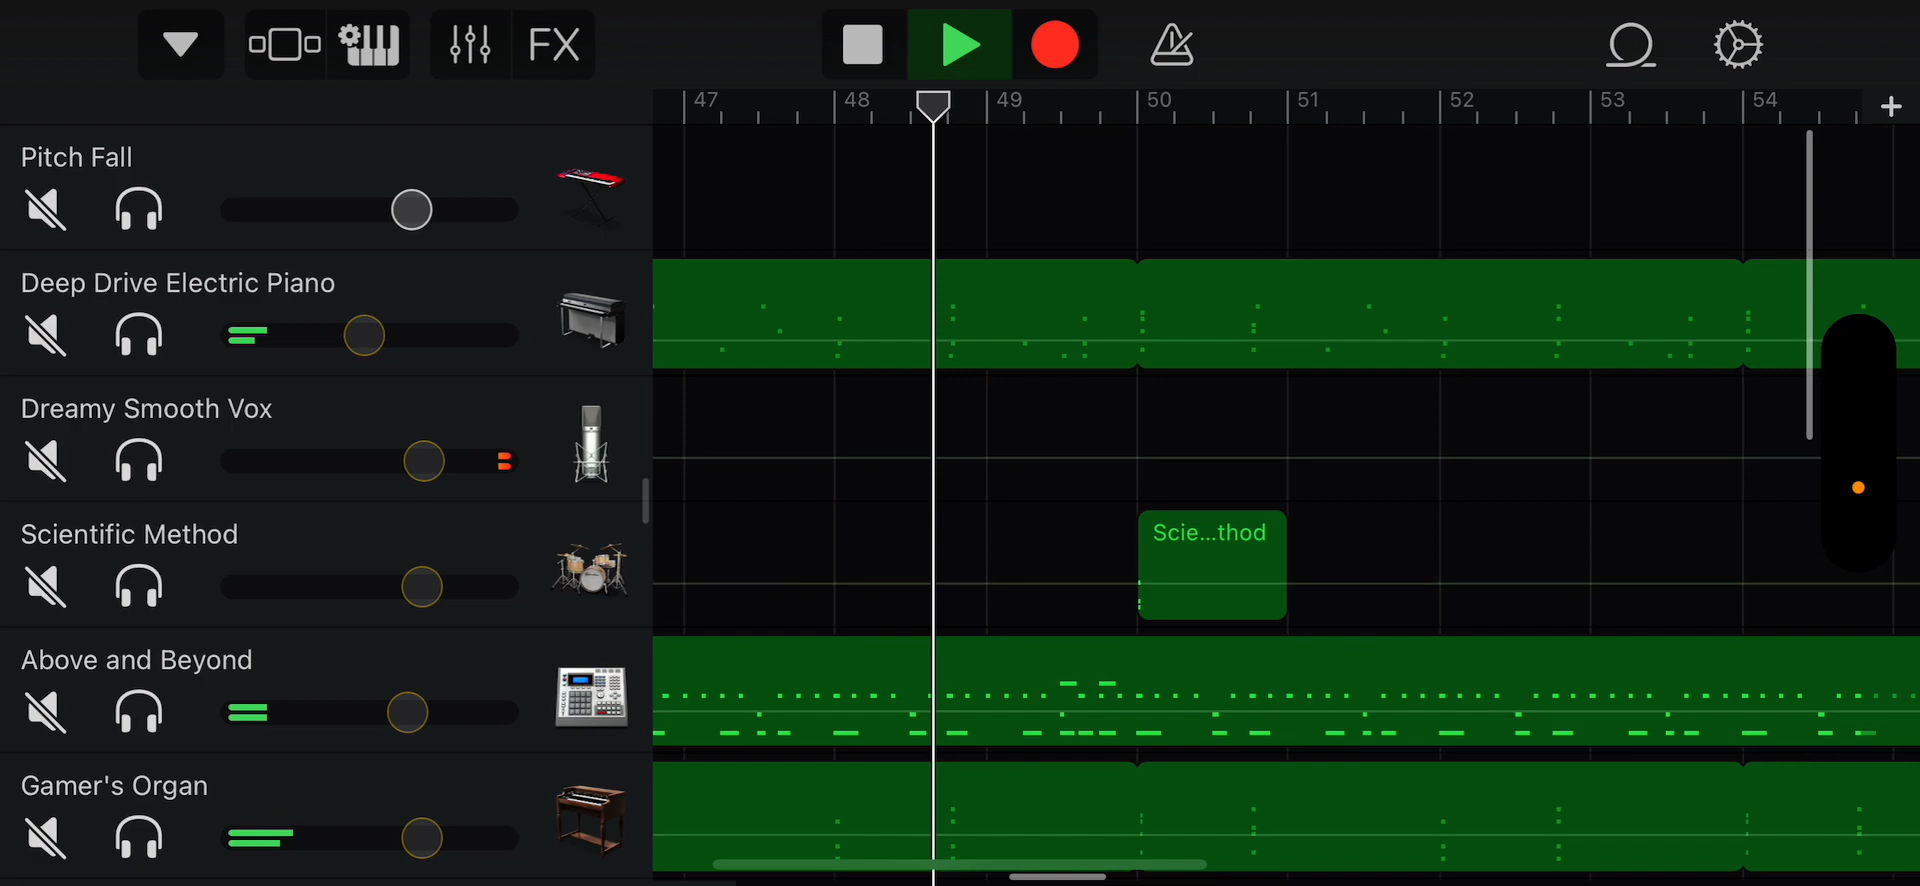 FX
47 48 49 50 51 52 53 54 +
Pitch Fall
Deep Drive Electric Piano
Dreamy Smooth Vox
Scientific Method
Scie...thod
Above and Beyond
Gamer's Organ